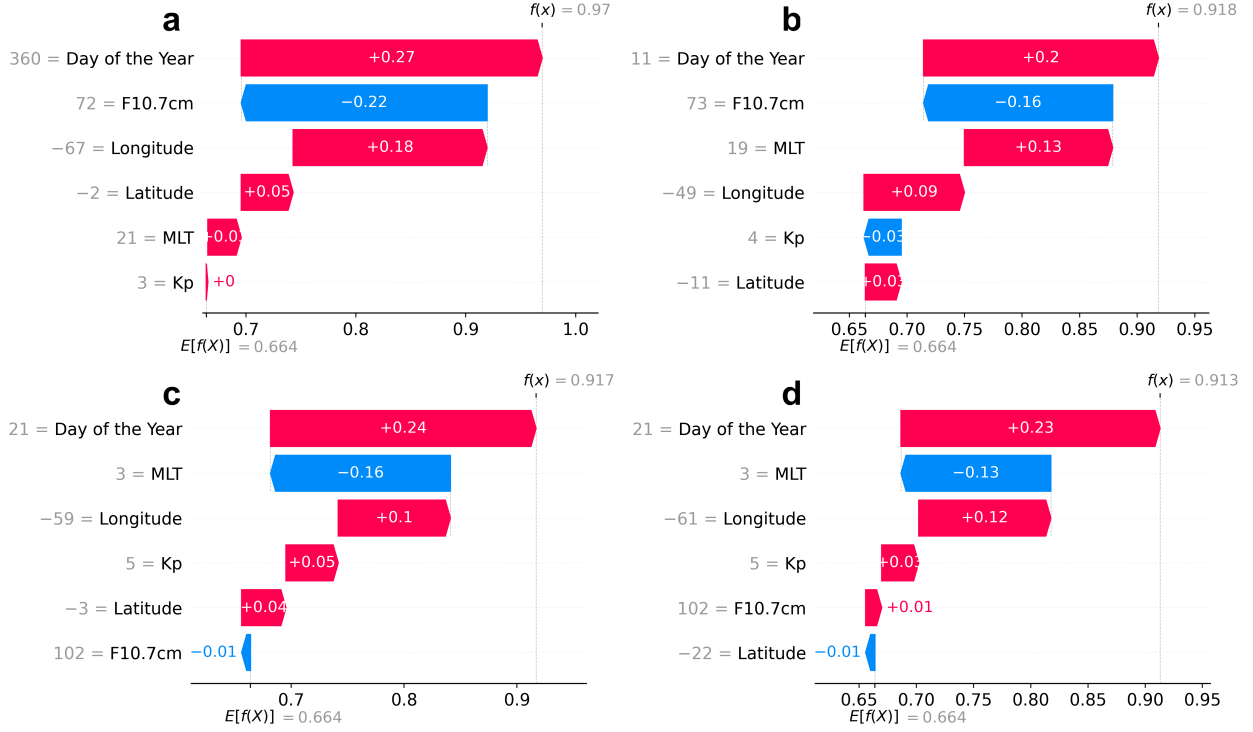 a
f(x) = 0.97
360 = Day of the Year
+0.27
72 = F10.7cm
−0.22
−67 = Longitude
+0.18
−2 = Latitude
+0.05
21 = MLT
3 = Kp
+0
0.7 0.8 0.9 1.0
E[f(X)] = 0.664
b
f(x) = 0.918
11 = Day of the Year
+0.2
73 = F10.7cm
−0.16
19 = MLT
+0.13
−49 = Longitude
+0.09
4 = Kp
−0.03
−11 = Latitude
+0.03
0.65 0.70 0.75 0.80 0.85 0.90 0.95
E[f(X)] = 0.664
c
f(x) = 0.917
21 = Day of the Year
+0.24
3 = MLT
−0.16
−59 = Longitude
+0.1
5 = Kp
+0.05
−3 = Latitude
+0.04
102 = F10.7cm
−0.01
0.7 0.8 0.9
E[f(X)] = 0.664
d
f(x) = 0.913
21 = Day of the Year
+0.23
3 = MLT
−0.13
−61 = Longitude
+0.12
5 = Kp
+0.03
102 = F10.7cm
+0.01
−22 = Latitude
−0.01
0.65 0.70 0.75 0.80 0.85 0.90 0.95
E[f(X)] = 0.664